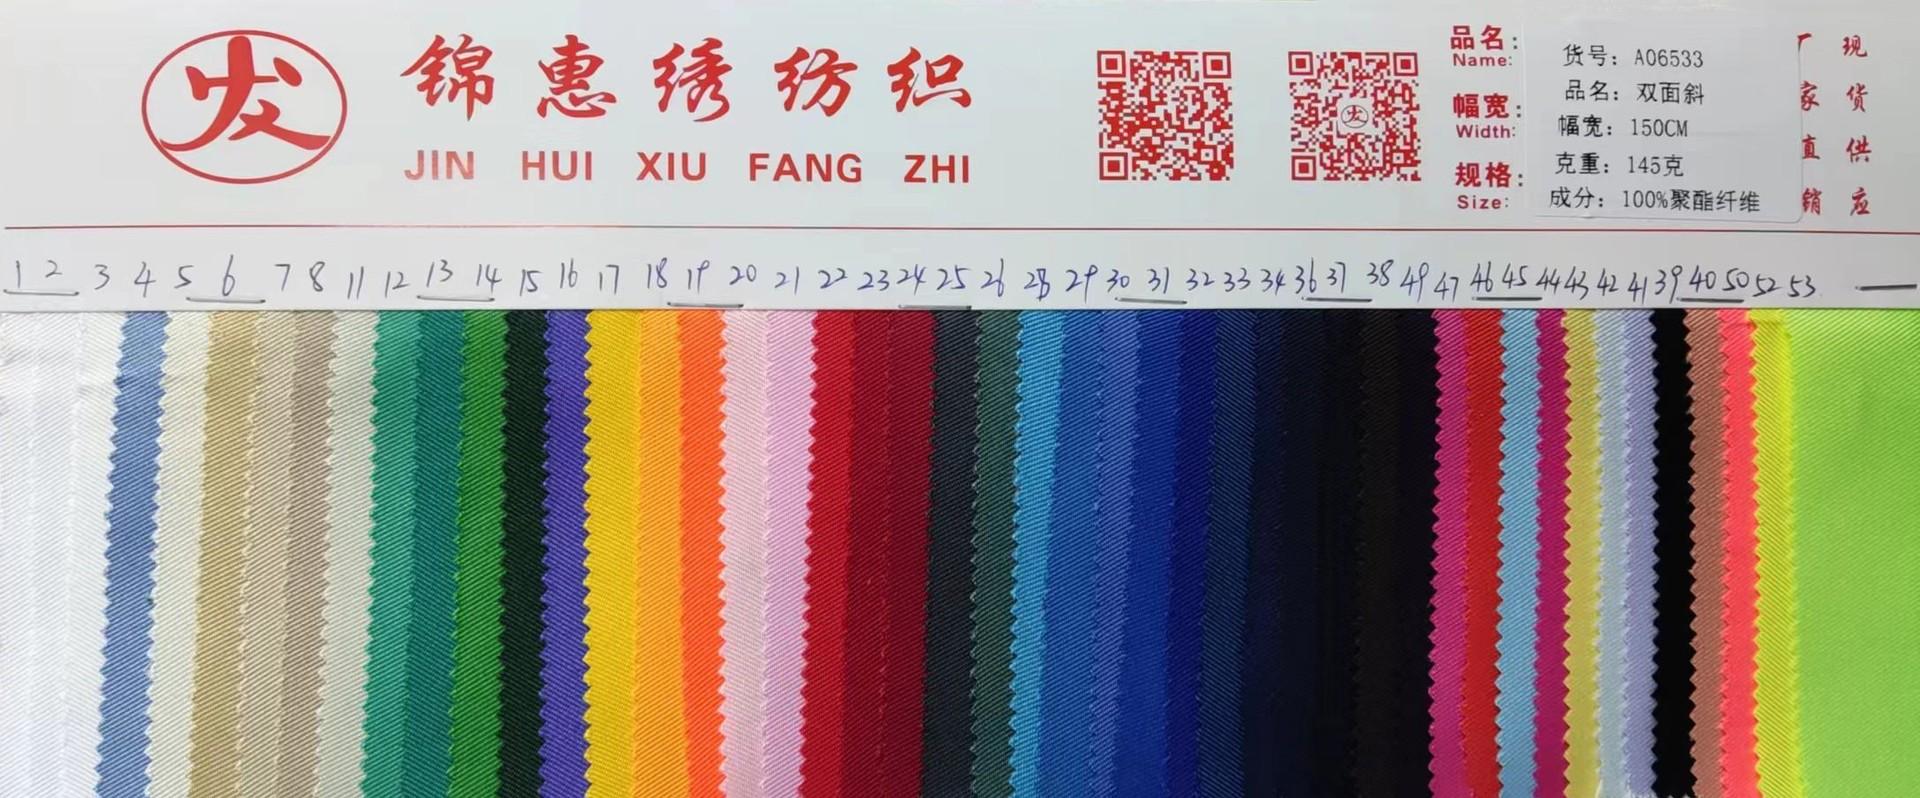 发
锦惠绣纺织
JIN HUI XIU FANG ZHI
品名:
Name:
幅宽:
Width:
规格:
Size:
货号: A06533
品名: 双面斜
幅宽: 150CM
克重: 145克
成分: 100%聚酯纤维
现货供应
厂家直销
1 2 3 4 5 6 7 8 11 12 13 14 15 16 17 18 19 20 21 22 23 24 25 26 28 29 30 31 32 33 34 36 37 38 49 47 46 45 44 43 42 41 39 40 50 52 53